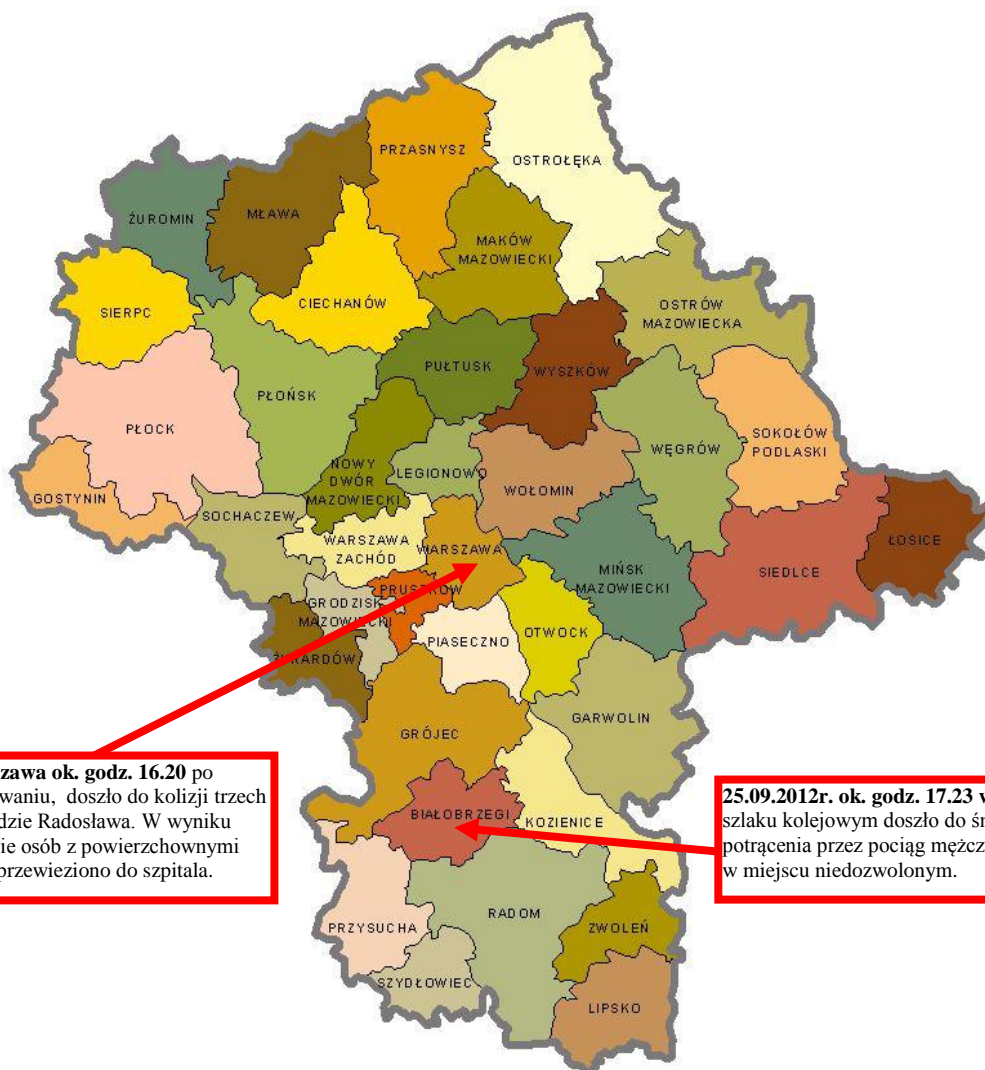 PRZASNYSZ
OSTROŁĘKA
ŻUROMIN
MŁAWA
MAKÓW
MAZOWIECKI
CIECHANÓW
SIERPC
OSTRÓW
MAZOWIECKA
PUŁTUSK
WYSZKÓW
PŁOŃSK
PŁOCK
WĘGRÓW
SOKOŁÓW
PODLASKI
NOWY
DWÓR
MAZOWIECKI
LEGIONOWO
WOŁOMIN
GOSTYNIN
SOCHACZEW
WARSZAWA
ZACHÓD
WARSZAWA
MIŃSK
MAZOWIECKI
SIEDLCE
ŁOSICE
PRUSZKÓW
GRODZISK
MAZOWIECKI
PIASECZNO
OTWOCK
ŻYRARDÓW
GARWOLIN
GRÓJEC
zawa ok. godz. 16.20 po
waniu, doszło do kolizji trzech
dzie Radosława. W wyniku
ie osób z powierzchownymi
przewieziono do szpitala.
BIAŁOBRZEGI
KOZIENICE
25.09.2012r. ok. godz. 17.23 w
szlaku kolejowym doszło do śm
potrącenia przez pociąg mężcz
w miejscu niedozwolonym.
PRZYSUCHA
RADOM
ZWOLEŃ
SZYDŁOWIEC
LIPSKO